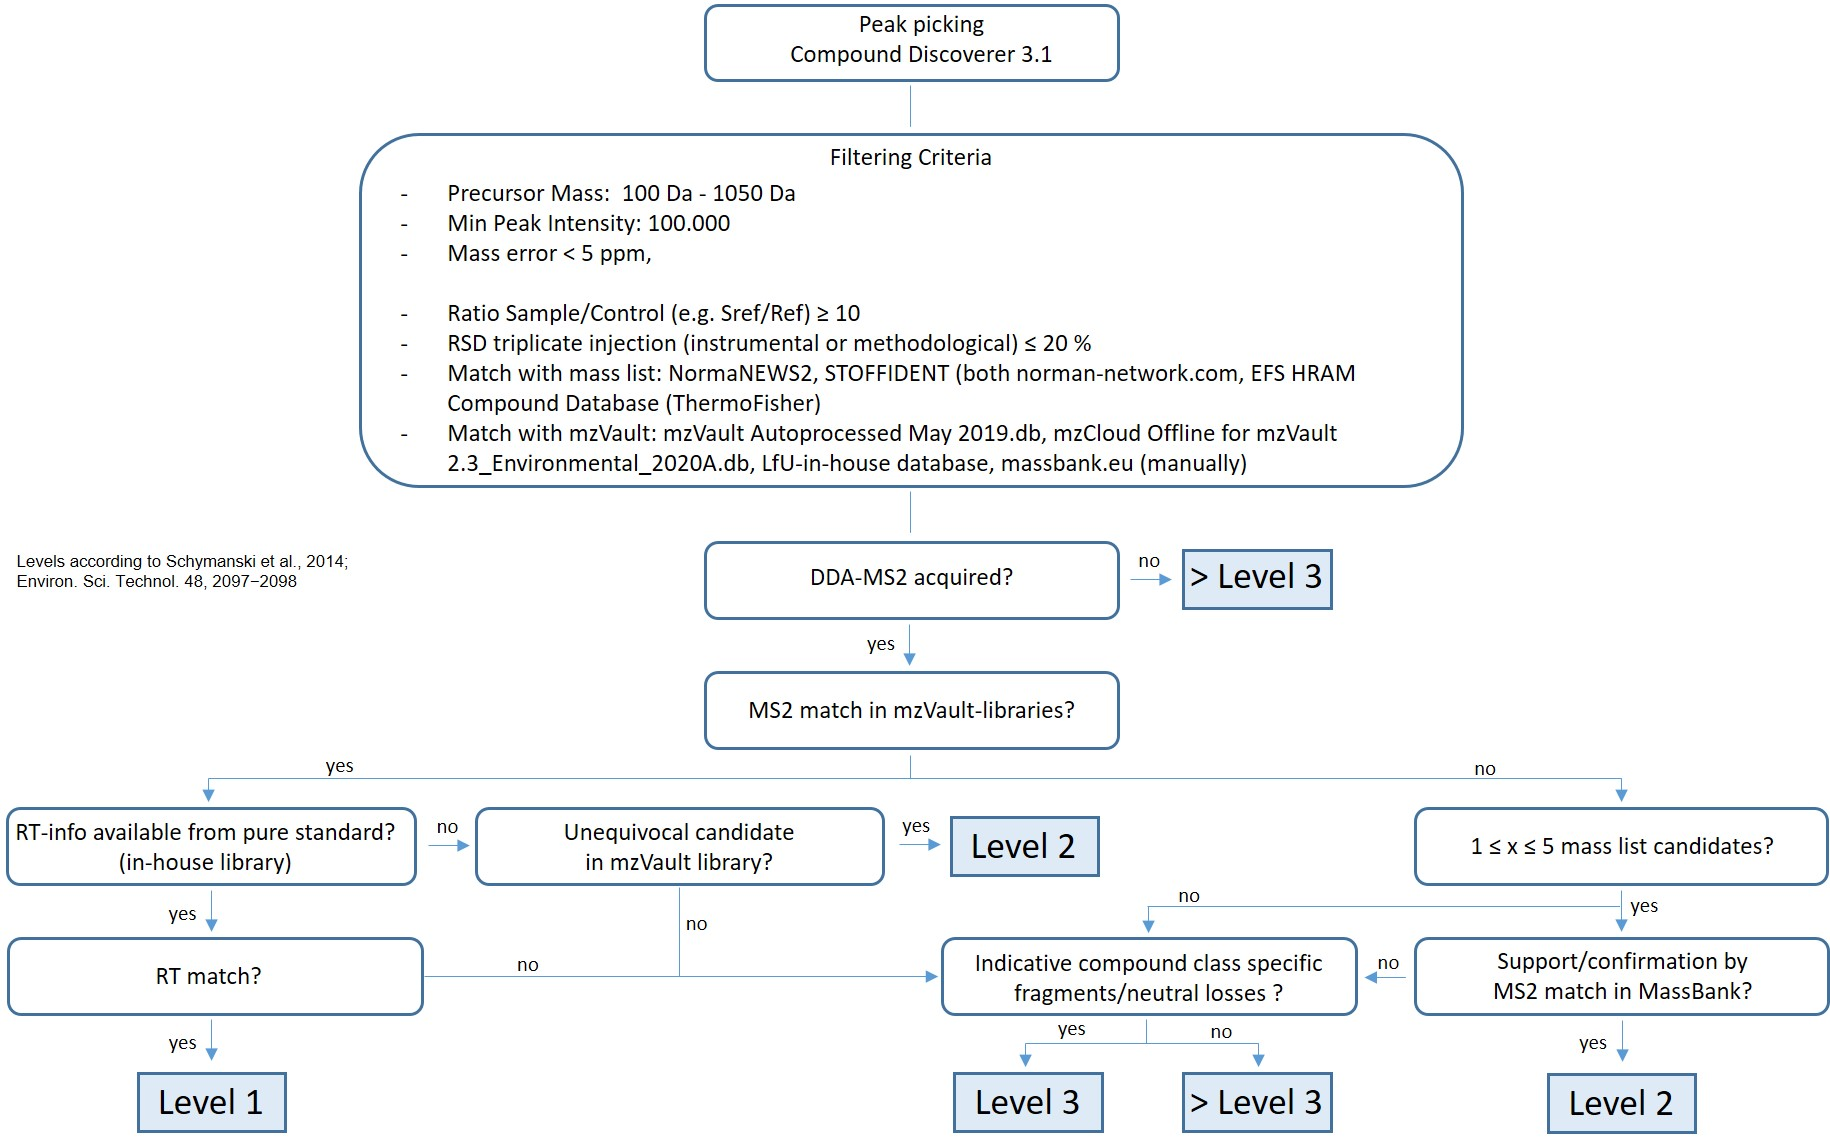 Peak picking
Compound Discoverer 3.1
Filtering Criteria
- Precursor Mass: 100 Da - 1050 Da
- Min Peak Intensity: 100.000
- Mass error < 5 ppm,
- Ratio Sample/Control (e.g. Sref/Ref) ≥ 10
- RSD triplicate injection (instrumental or methodological) ≤ 20 %
- Match with mass list: NormaNEWS2, STOFFIDENT (both norman-network.com, EFS HRAM
Compound Database (ThermoFisher)
- Match with mzVault: mzVault Autoprocessed May 2019.db, mzCloud Offline for mzVault
2.3_Environmental_2020A.db, LfU-in-house database, massbank.eu (manually)
Levels according to Schymanski et al., 2014;
Environ. Sci. Technol. 48, 2097−2098
DDA-MS2 acquired?
no
> Level 3
yes
MS2 match in mzVault-libraries?
yes
no
RT-info available from pure standard?
(in-house library)
no
Unequivocal candidate
in mzVault library?
yes
Level 2
1 ≤ x ≤ 5 mass list candidates?
yes
no
no
yes
RT match?
no
Indicative compound class specific
fragments/neutral losses ?
no
Support/confirmation by
MS2 match in MassBank?
yes
yes
no
yes
Level 1
Level 3
> Level 3
Level 2